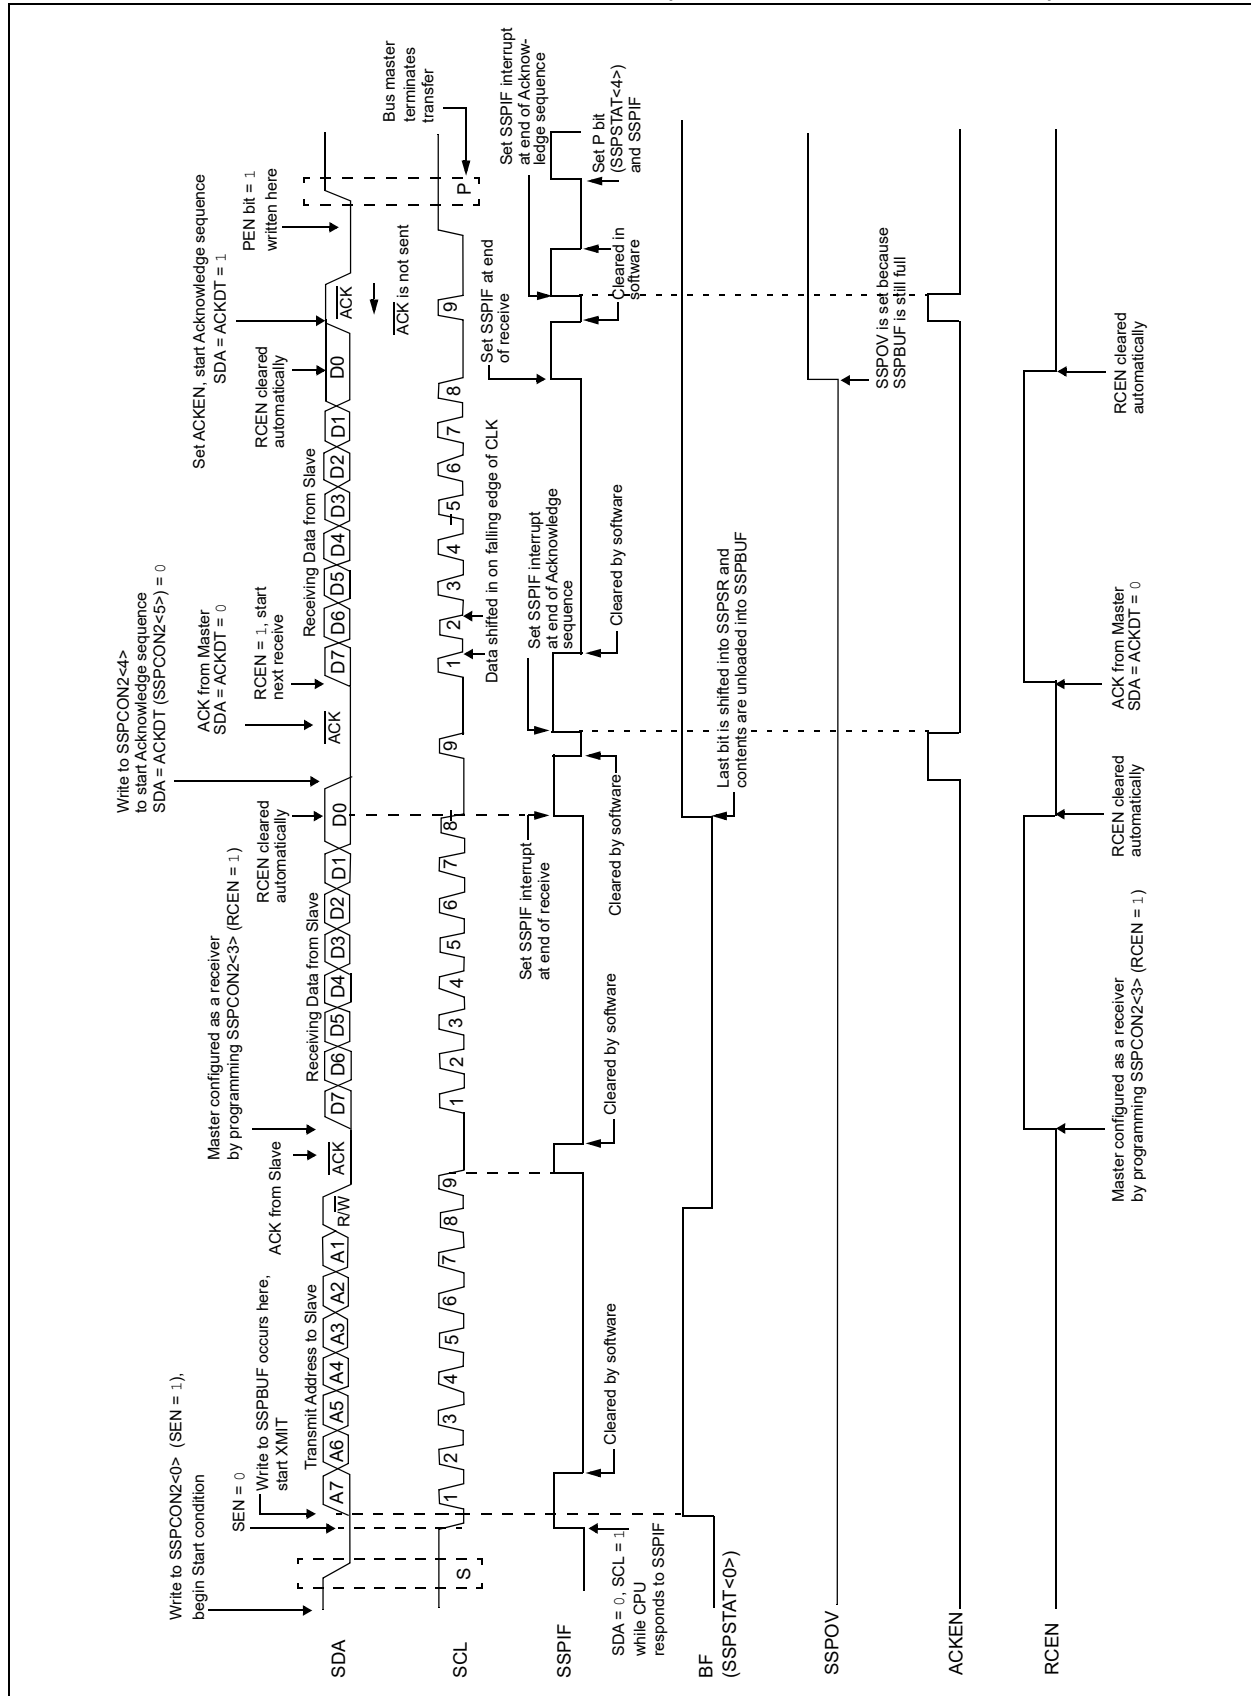 Write to SSPCON2<0> (SEN = 1),
begin Start condition
SEN = 0
Write to SSPBUF occurs here,
start XMIT
ACK from Slave
Master configured as a receiver
by programming SSPCON2<3> (RCEN = 1)
RCEN cleared
automatically
Write to SSPCON2<4>
to start Acknowledge sequence
SDA = ACKDT (SSPCON2<5>) = 0
ACK from Master
SDA = ACKDT = 0
RCEN = 1, start
next receive
RCEN cleared
automatically
Set ACKEN, start Acknowledge sequence
SDA = ACKDT = 1
PEN bit = 1
written here
Transmit Address to Slave
Receiving Data from Slave
Receiving Data from Slave
SDA
A7 A6 A5 A4 A3 A2 A1 R/W ACK D7 D6 D5 D4 D3 D2 D1 D0 ACK D7 D6 D5 D4 D3 D2 D1 D0 ACK
ACK is not sent
Bus master
terminates
transfer
SCL
S 1 2 3 4 5 6 7 8 9 1 2 3 4 5 6 7 8 9 1 2 3 4 5 6 7 8 9 P
Data shifted in on falling edge of CLK
Set SSPIF interrupt
at end of receive
Set SSPIF interrupt
at end of Acknowledge
sequence
Set SSPIF at end
of receive
Set SSPIF interrupt
at end of Acknow-
ledge sequence
SSPIF
SDA = 0, SCL = 1
while CPU
responds to SSPIF
Cleared by software
Cleared by software
Cleared by software
Cleared by software
Cleared in
software
Set P bit
(SSPSTAT<4>)
and SSPIF
BF
(SSPSTAT<0>)
Last bit is shifted into SSPSR and
contents are unloaded into SSPBUF
SSPOV
SSPOV is set because
SSPBUF is still full
ACKEN
RCEN
Master configured as a receiver
by programming SSPCON2<3> (RCEN = 1)
RCEN cleared
automatically
ACK from Master
SDA = ACKDT = 0
RCEN cleared
automatically